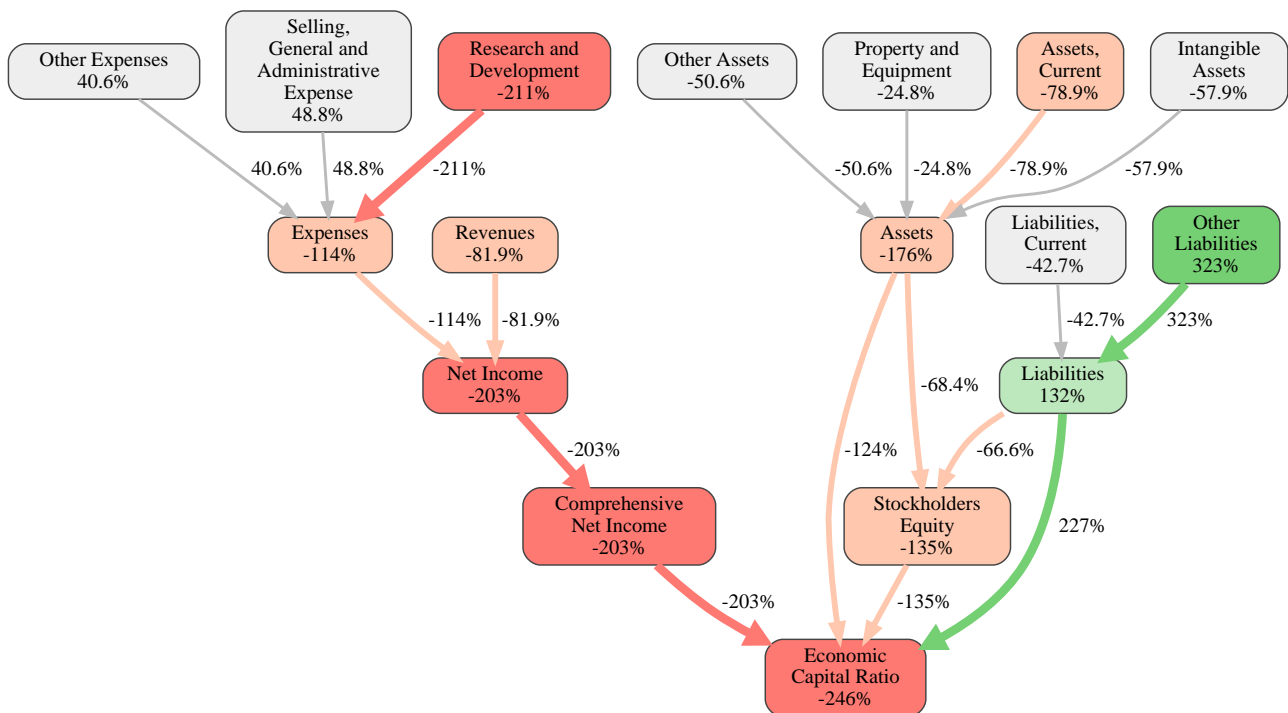 Other Expenses
40.6%
Selling,
General and
Administrative
Expense
48.8%
Research and
Development
-211%
Other Assets
-50.6%
Property and
Equipment
-24.8%
Assets,
Current
-78.9%
Intangible
Assets
-57.9%
40.6%
48.8%
-211%
-50.6%
-24.8%
-78.9%
-57.9%
Expenses
-114%
Revenues
-81.9%
Assets
-176%
Liabilities,
Current
-42.7%
Other
Liabilities
323%
-114%
-81.9%
-42.7%
323%
Net Income
-203%
-68.4%
Liabilities
132%
-203%
-124%
-66.6%
Comprehensive
Net Income
-203%
Stockholders
Equity
-135%
227%
-203%
-135%
Economic
Capital Ratio
-246%